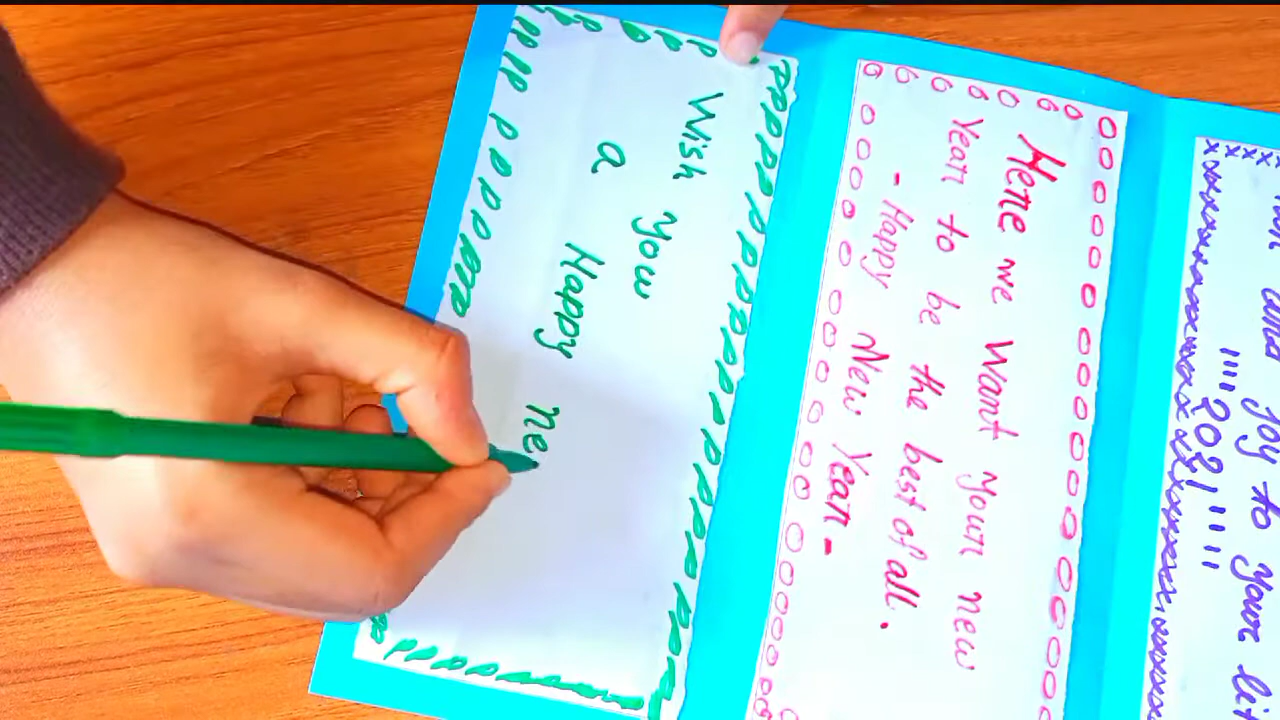 and joy to your
!!!! 2021 !!!!
Here we Want your new
Year to be the best of all.
- Happy New Year -
Wish you
a Happy ne